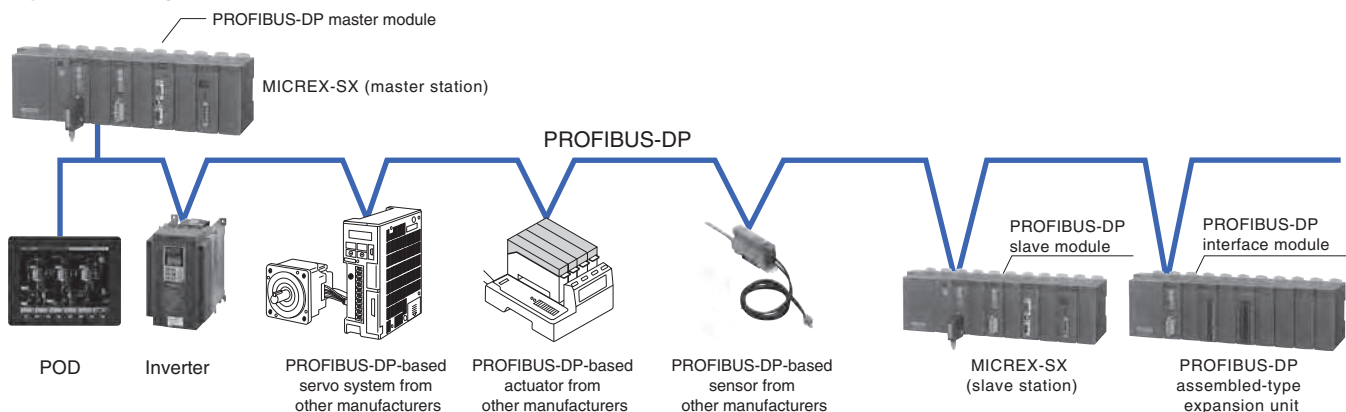 PROFIBUS-DP master module
MICREX-SX (master station)
PROFIBUS-DP
PROFIBUS-DP
slave module
PROFIBUS-DP
interface module
POD
Inverter
PROFIBUS-DP-based
servo system from
other manufacturers
PROFIBUS-DP-based
actuator from
other manufacturers
PROFIBUS-DP-based
sensor from
other manufacturers
MICREX-SX
(slave station)
PROFIBUS-DP
assembled-type
expansion unit